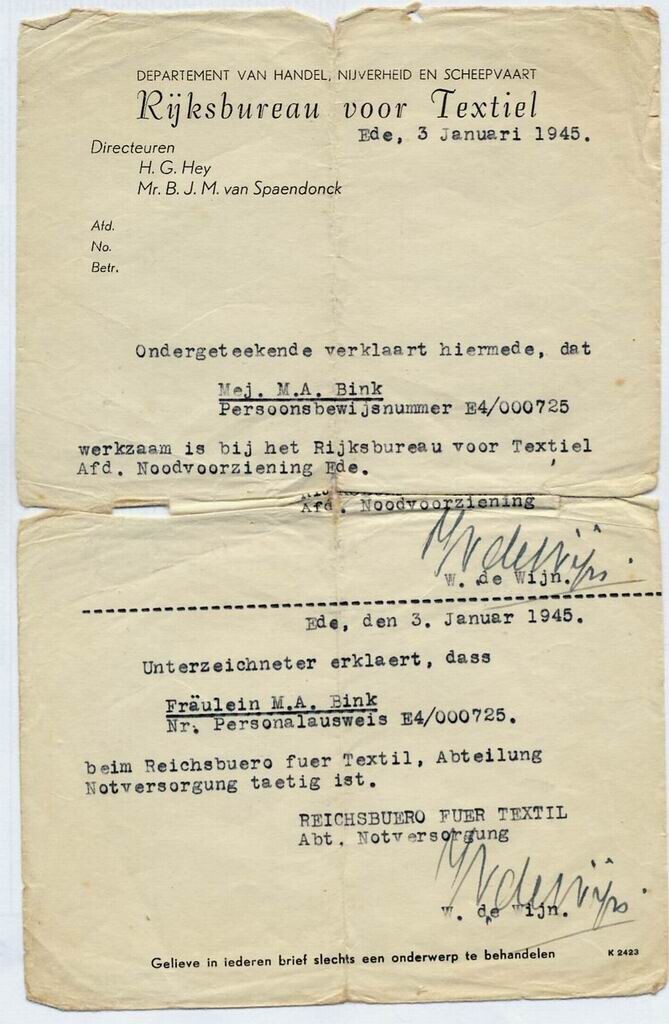 DEPARTEMENT VAN HANDEL, NIJVERHEID EN SCHEEPVAART
Rijksbureau voor Textiel
Ede, 3 Januari 1945.
Directeuren
H. G. Hey
Mr. B. J. M. van Spaendonck
Afd.
No.
Betr.
Ondergeteekende verklaart hiermede, dat
Mej. M.A. Bink
Persoonsbewijsnummer E4/000725
werkzaam is bij het Rijksbureau voor Textiel
Afd. Noodvoorziening Ede.
Afd. Noodvoorziening
W. de Wijn.
Ede, den 3. Januar 1945.
Unterzeichneter erklaert, dass
Fräulein M.A. Bink
Nr. Personalausweis E4/000725.
beim Reichsbuero fuer Textil, Abteilung
Notversorgung taetig ist.
REICHSBUERO FUER TEXTIL
Abt. Notversorgung
W. de Wijn.
Gelieve in iederen brief slechts een onderwerp te behandelen
K 2423